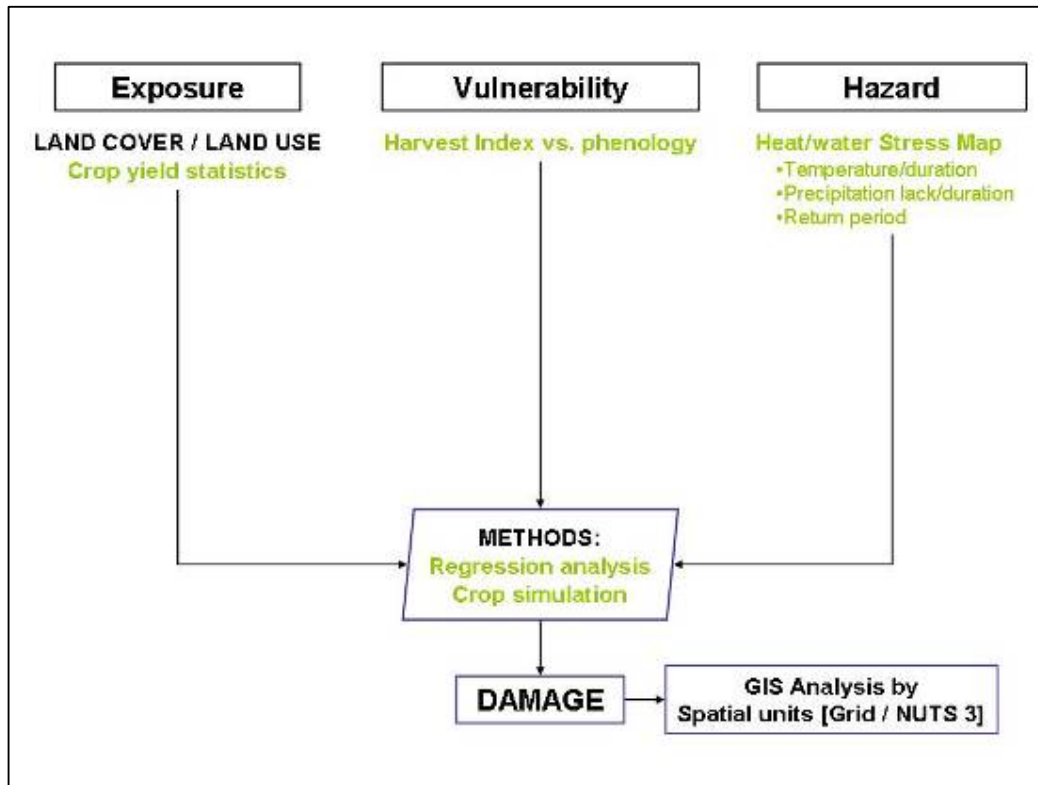 Exposure
Vulnerability
Hazard
LAND COVER / LAND USE
Crop yield statistics
Harvest Index vs. phenology
Heat/water Stress Map
•Temperature/duration
•Precipitation lack/duration
•Return period
METHODS:
Regression analysis
Crop simulation
DAMAGE
GIS Analysis by
Spatial units [Grid / NUTS 3]